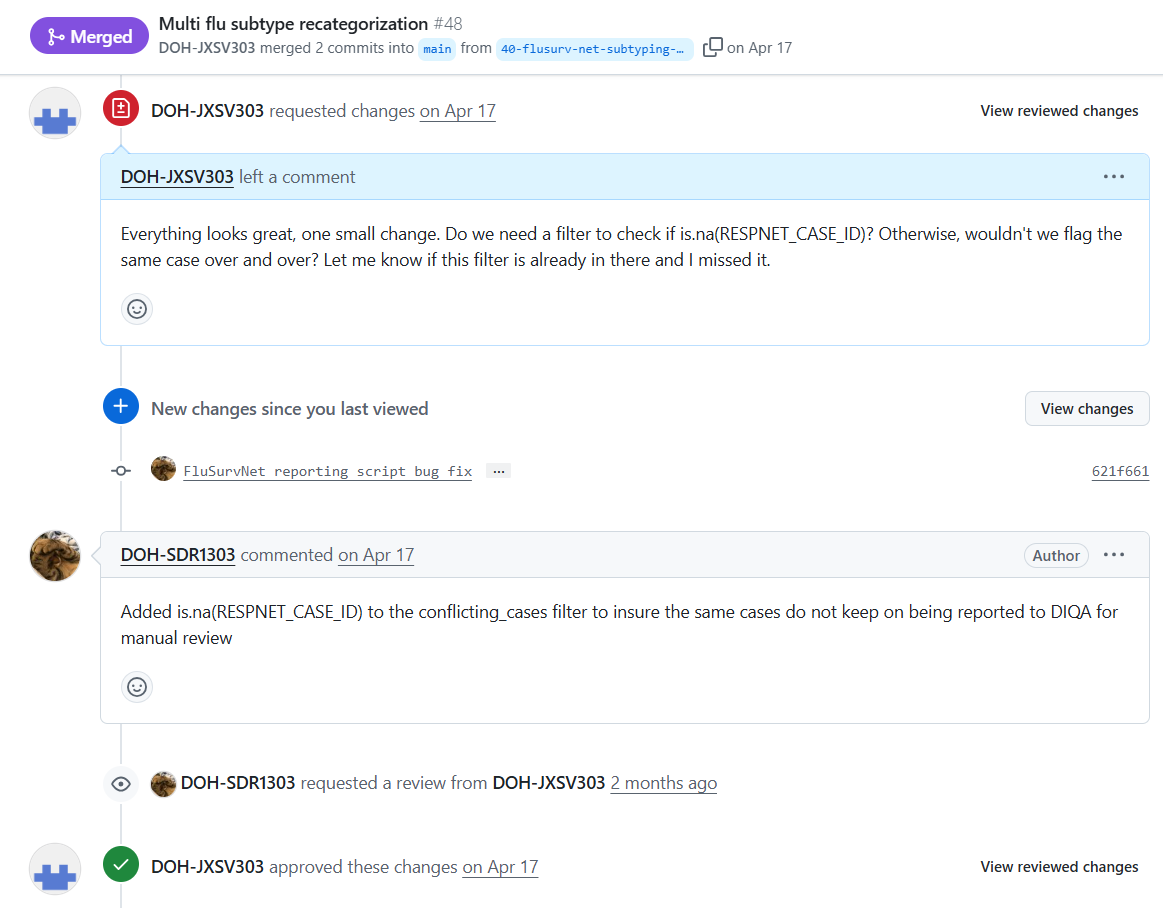 Merged
Multi flu subtype recategorization #48
DOH-JXSV303 merged 2 commits into main from 40-flusurv-net-subtyping-… on Apr 17
DOH-JXSV303 requested changes on Apr 17
View reviewed changes
DOH-JXSV303 left a comment
Everything looks great, one small change. Do we need a filter to check if is.na(RESPNET_CASE_ID)? Otherwise, wouldn't we flag the
same case over and over? Let me know if this filter is already in there and I missed it.
New changes since you last viewed
View changes
FluSurvNet reporting script bug fix …
621f661
DOH-SDR1303 commented on Apr 17
Author
Added is.na(RESPNET_CASE_ID) to the conflicting_cases filter to insure the same cases do not keep on being reported to DIQA for
manual review
DOH-SDR1303 requested a review from DOH-JXSV303 2 months ago
DOH-JXSV303 approved these changes on Apr 17
View reviewed changes